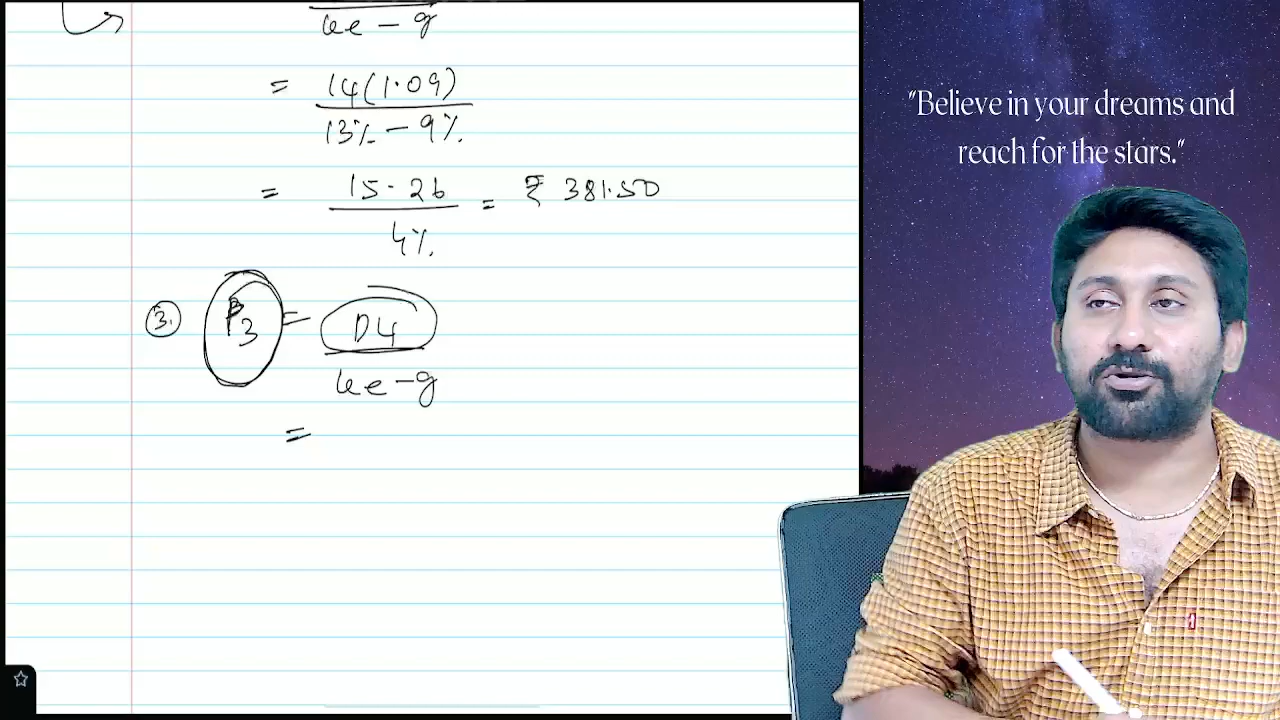 ke - g
= 14(1.09)
13% - 9%
= 15.26 = ₹ 381.50
4%
"Believe in your dreams and
reach for the stars."
3. P3 = D4
ke - g
=